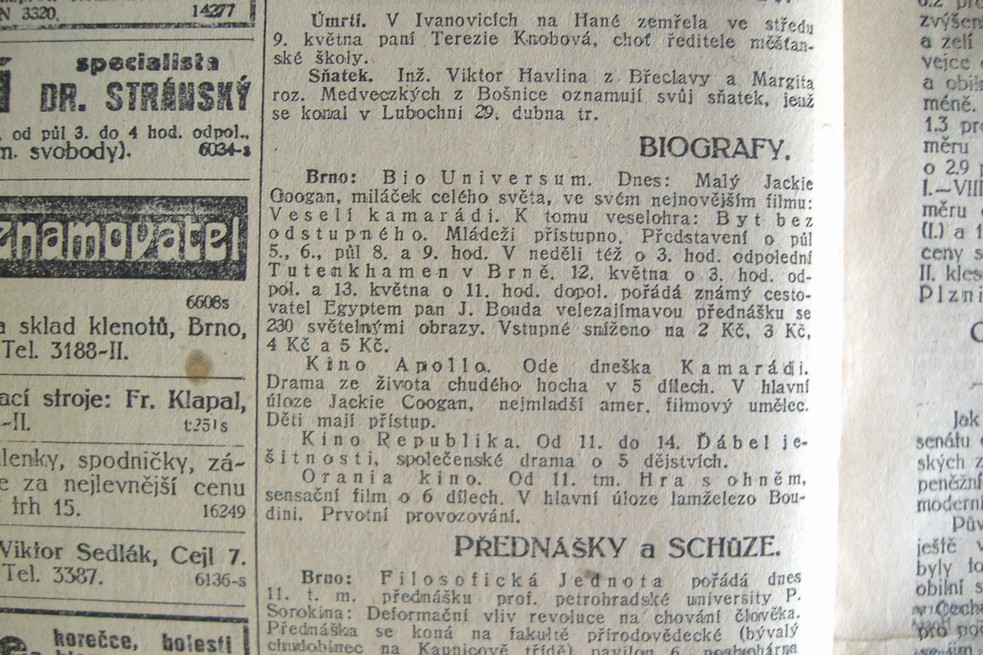 N 3320.
14277
specialista
DR. STRÁNSKÝ
, od půl 3. do 4 hod. odpol.,
m. svobody).
6034-s
znamovatel
6608s
a sklad klenotů, Brno,
Tel. 3188-II.
ací stroje: Fr. Klapal,
-II.
t251s
lenky, spodničky, zá-
e za nejlevnější cenu
trh 15.
16249
Viktor Sedlák, Cejl 7.
Tel. 3387.
6136-s
horečce, bolesti
Úmrtí. V Ivanovicích na Hané zemřela ve středu
9. května paní Terezie Knobová, choť ředitele měšťan-
ské školy.
Sňatek. Inž. Viktor Havlina z Břeclavy a Margita
roz. Medveczkých z Bošnice oznamují svůj sňatek, jenž
se konal v Lubochni 29. dubna tr.
BIOGRAFY.
Brno: Bio Universum. Dnes: Malý Jackie
Googan, miláček celého světa, ve svém nejnovějším filmu:
Veselí kamarádi. K tomu veselohra: Byt bez
odstupného. Mládeži přístupno. Představení o půl
5., 6., půl 8. a 9. hod. V neděli též o 3. hod. odpolední
Tutenkhamen v Brně. 12. května o 3. hod. od-
pol. a 13. května o 11. hod. dopol. pořádá známý cesto-
vatel Egyptem pan J. Bouda velezajímavou přednášku se
230 světelnými obrazy. Vstupné sníženo na 2 Kč, 3 Kč,
4 Kč a 5 Kč.
Kino Apollo. Ode dneška Kamarádi.
Drama ze života chudého hocha v 5 dílech. V hlavní
úloze Jackie Coogan, nejmladší amer. filmový umělec.
Děti mají přístup.
Kino Republika. Od 11. do 14. Ďábel je-
šitnosti, společenské drama o 5 dějstvích.
Orania kino. Od 11. tm. Hra s ohněm,
sensační film o 6 dílech. V hlavní úloze lamželezo Bou-
dini. Prvotní provozování.
PŘEDNÁŠKY a SCHŮZE.
Brno: Filosofická Jednota pořádá dnes
11. t. m. přednášku prof. petrohradské university P.
Sorokina: Deformační vliv revoluce na chování člověka.
Přednáška se koná na fakultě přírodovědecké (bývalý
chudobinec na Kaunicově třídě) pavilon 6.
zvýšen
a zelí
vejce
a obil
méně.
1.3 pro
měru
o 2.9 p
I.—VIII
měru
(I.) a 1
ceny s
II. kles
Plzni
Jak
senátu
ských z
peněžní
moderní
Pův
ještě v
byly to
obilní s
pro poč